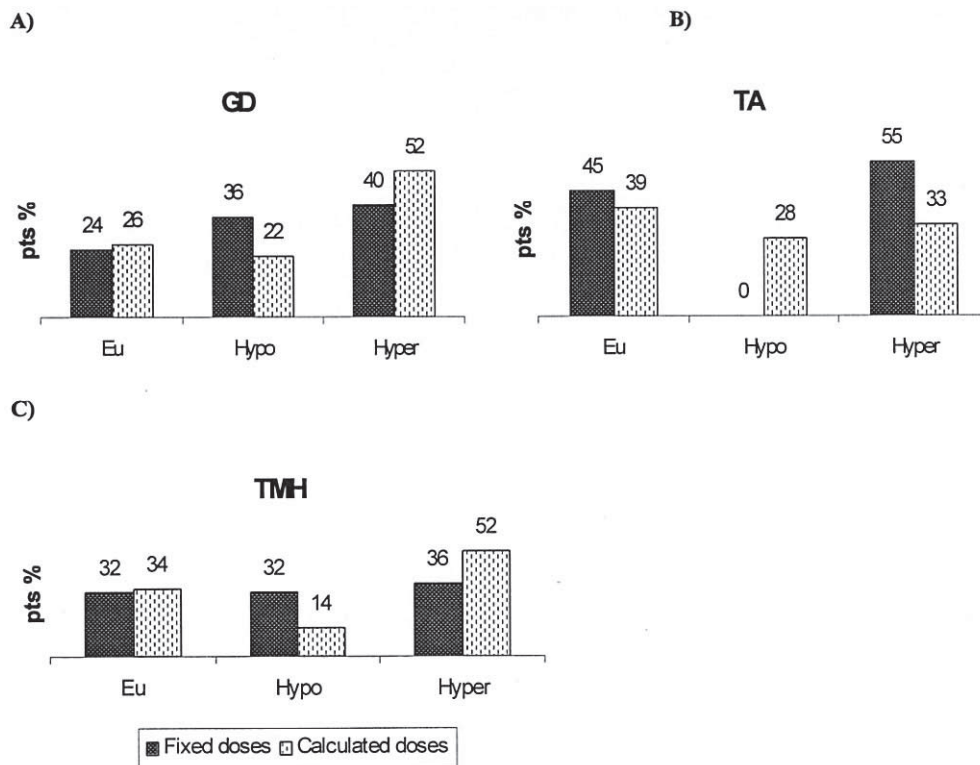 A)
B)
GD
TA
pts %
24
26
36
22
40
52
Eu
Hypo
Hyper
pts %
45
39
0
28
55
33
Eu
Hypo
Hyper
C)
TMH
pts %
32
34
32
14
36
52
Eu
Hypo
Hyper
Fixed doses
Calculated doses